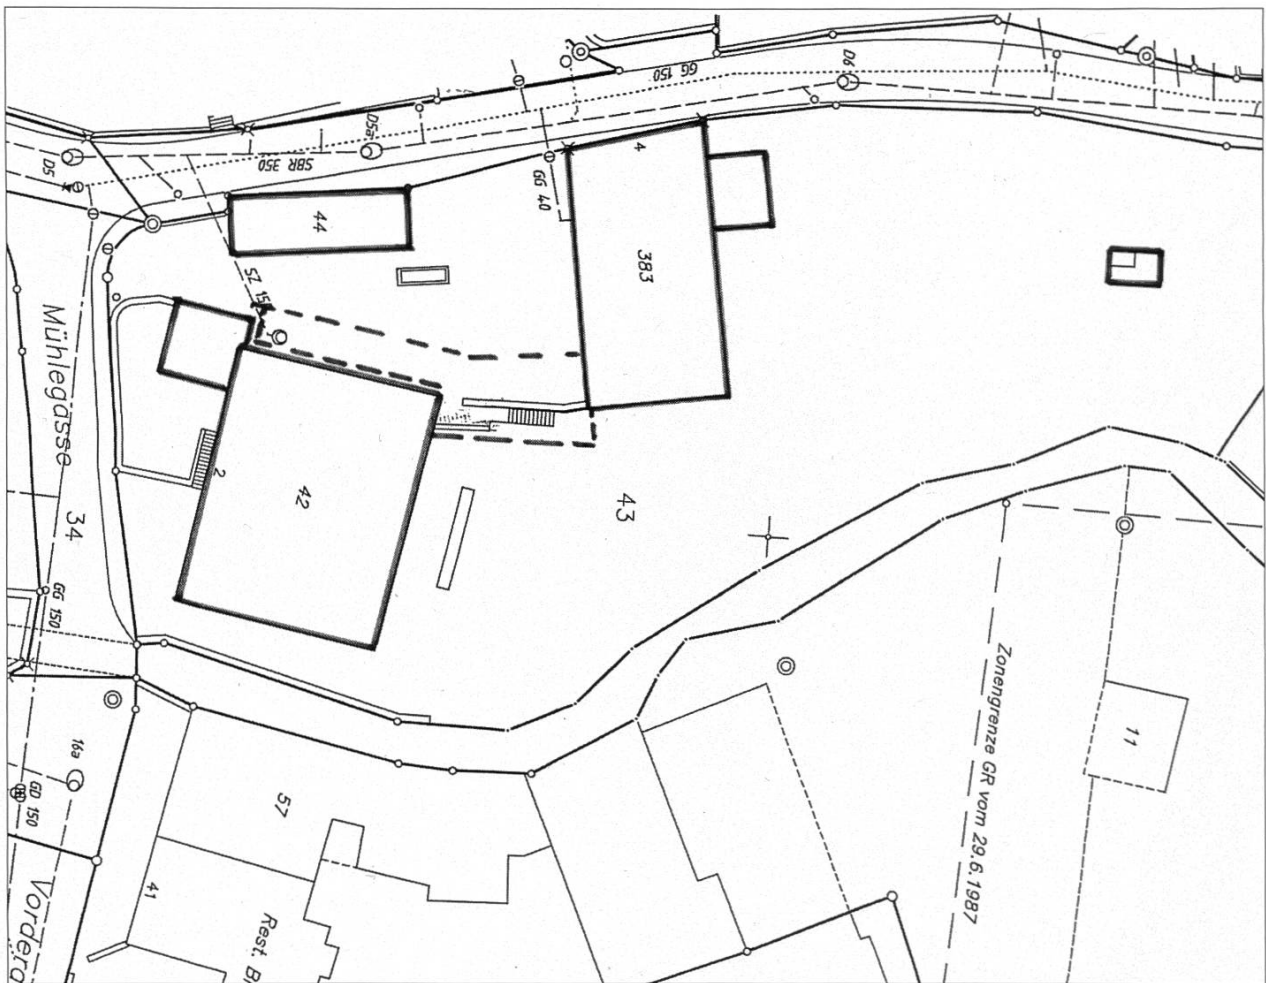 GG 150
D6
D5a
D5
SBR 350
4
GG 40
44
383
SZ 15
Mühlegasse
34
2
42
43
GG 150
Zonengrenze GR vom 29.6.1987
11
16a
GD 150
57
41
Rest.
Vordera